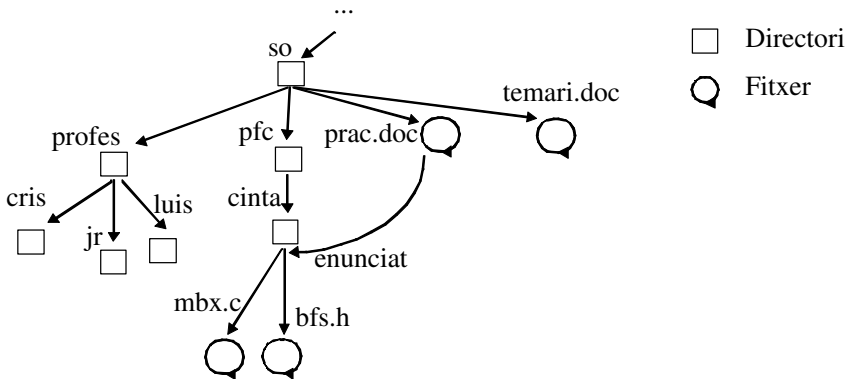 ...
so
Directori
Fitxer
temari.doc
profes
pfc
prac.doc
cris
luis
jr
cinta
enunciat
mbx.c
bfs.h